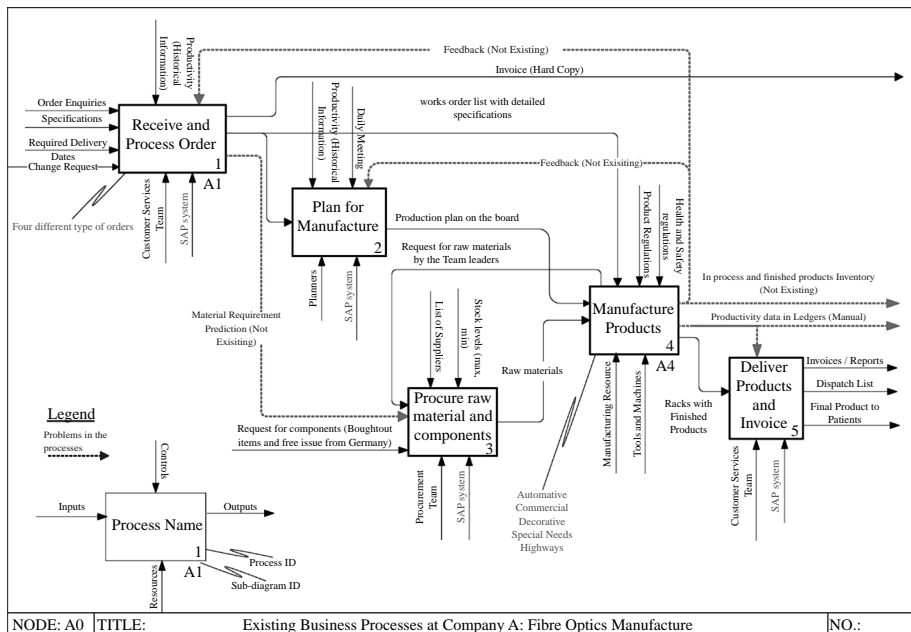 Feedback (Not Existing)
Invoice (Hard Copy)
Productivity
(Historical
Information)
Order Enquiries
Specifications
Required Delivery
Dates
Change Request
Receive and
Process Order
1
A1
works order list with detailed
specifications
Four different type of orders
Customer Services
Team
SAP system
Productivity (Historical
Information)
Daily Meeting
Feedback (Not Exisiting)
Plan for
Manufacture
2
Planners
SAP system
Production plan on the board
Request for raw materials
by the Team leaders
Product Regulations
Health and Safety
regulations
Manufacture
Products
4
A4
In process and finished products Inventory
(Not Existing)
Productivity data in Ledgers (Manual)
Material Requirement
Prediction (Not
Exisiting)
List of Suppliers
Stock levels (max,
min)
Raw materials
Procure raw
material and
components
3
Request for components (Boughtout
items and free issue from Germany)
Procurement
Team
SAP system
Automative
Commercial
Decorative
Special Needs
Highways
Manufacturing Resource
Tools and Machines
Racks with
Finished
Products
Deliver
Products
and
Invoice
5
Invoices / Reports
Dispatch List
Final Product to
Patients
Customer Services
Team
SAP system
Legend
Problems in the
processes
Controls
Inputs
Process Name
1
A1
Outputs
Process ID
Sub-diagram ID
Resources
NODE: A0
TITLE:
Existing Business Processes at Company A: Fibre Optics Manufacture
NO.: